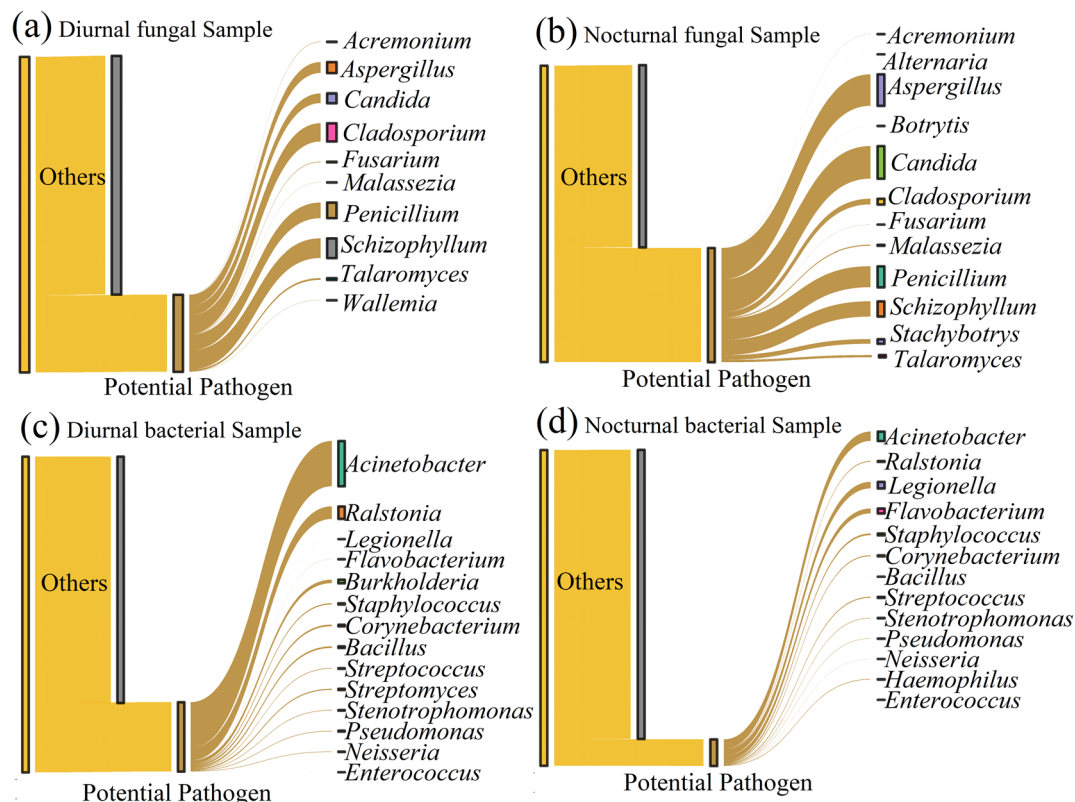 (a) Diurnal fungal Sample
Acremonium
Aspergillus
Candida
Cladosporium
Fusarium
Malassezia
Penicillium
Schizophyllum
Talaromyces
Wallemia
Others
Potential Pathogen
(b) Nocturnal fungal Sample
Acremonium
Alternaria
Aspergillus
Botrytis
Candida
Cladosporium
Fusarium
Malassezia
Penicillium
Schizophyllum
Stachybotrys
Talaromyces
Others
Potential Pathogen
(c) Diurnal bacterial Sample
Acinetobacter
Ralstonia
Legionella
Flavobacterium
Burkholderia
Staphylococcus
Corynebacterium
Bacillus
Streptococcus
Streptomyces
Stenotrophomonas
Pseudomonas
Neisseria
Enterococcus
Others
Potential Pathogen
(d) Nocturnal bacterial Sample
Acinetobacter
Ralstonia
Legionella
Flavobacterium
Staphylococcus
Corynebacterium
Bacillus
Streptococcus
Stenotrophomonas
Pseudomonas
Neisseria
Haemophilus
Enterococcus
Others
Potential Pathogen